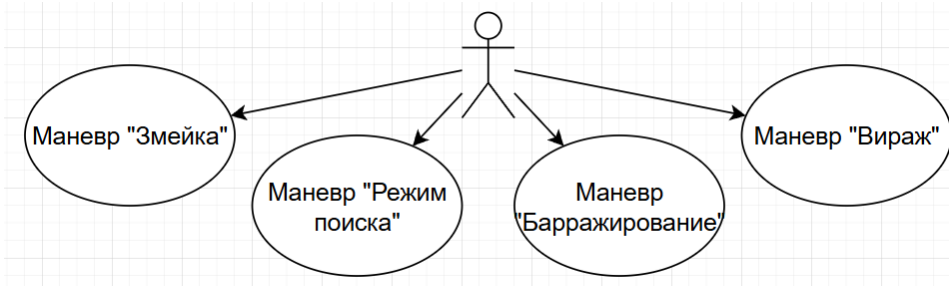 Маневр "Змейка"
Маневр "Режим
поиска"
Маневр
"Барражирование"
Маневр "Вираж"